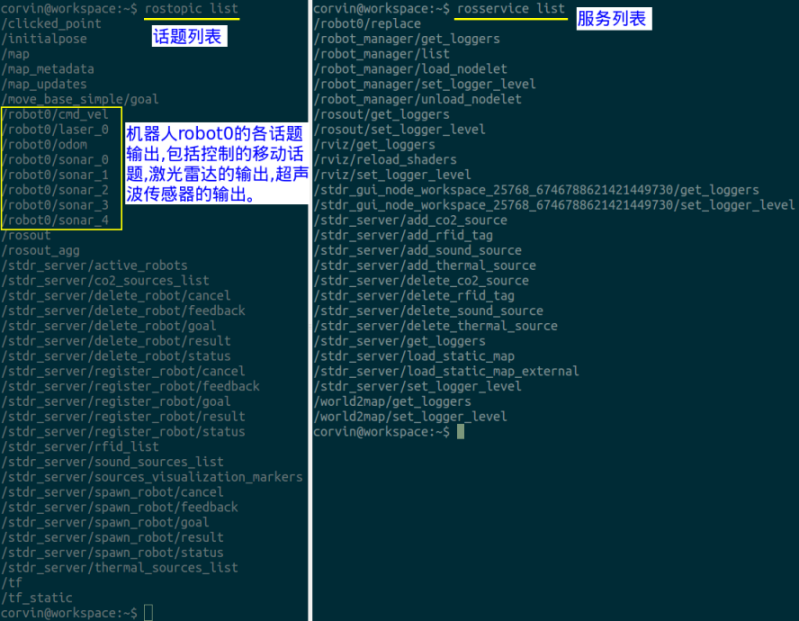 corvin@workspace:~$ rostopic list
话题列表
/clicked_point
/initialpose
/map
/map_metadata
/map_updates
/move_base_simple/goal
/robot0/cmd_vel
/robot0/laser_0
/robot0/odom
/robot0/sonar_0
/robot0/sonar_1
/robot0/sonar_2
/robot0/sonar_3
/robot0/sonar_4
机器人robot0的各话题
输出,包括控制的移动话
题,激光雷达的输出,超声
波传感器的输出。
/rosout
/rosout_agg
/stdr_server/active_robots
/stdr_server/co2_sources_list
/stdr_server/delete_robot/cancel
/stdr_server/delete_robot/feedback
/stdr_server/delete_robot/goal
/stdr_server/delete_robot/result
/stdr_server/delete_robot/status
/stdr_server/register_robot/cancel
/stdr_server/register_robot/feedback
/stdr_server/register_robot/goal
/stdr_server/register_robot/result
/stdr_server/register_robot/status
/stdr_server/rfid_list
/stdr_server/sound_sources_list
/stdr_server/sources_visualization_markers
/stdr_server/spawn_robot/cancel
/stdr_server/spawn_robot/feedback
/stdr_server/spawn_robot/goal
/stdr_server/spawn_robot/result
/stdr_server/spawn_robot/status
/stdr_server/thermal_sources_list
/tf
/tf_static
corvin@workspace:~$
corvin@workspace:~$ rosservice list
服务列表
/robot0/replace
/robot_manager/get_loggers
/robot_manager/list
/robot_manager/load_nodelet
/robot_manager/set_logger_level
/robot_manager/unload_nodelet
/rosout/get_loggers
/rosout/set_logger_level
/rviz/get_loggers
/rviz/reload_shaders
/rviz/set_logger_level
/stdr_gui_node_workspace_25768_6746788621421449730/get_loggers
/stdr_gui_node_workspace_25768_6746788621421449730/set_logger_level
/stdr_server/add_co2_source
/stdr_server/add_rfid_tag
/stdr_server/add_sound_source
/stdr_server/add_thermal_source
/stdr_server/delete_co2_source
/stdr_server/delete_rfid_tag
/stdr_server/delete_sound_source
/stdr_server/delete_thermal_source
/stdr_server/get_loggers
/stdr_server/load_static_map
/stdr_server/load_static_map_external
/stdr_server/set_logger_level
/world2map/get_loggers
/world2map/set_logger_level
corvin@workspace:~$